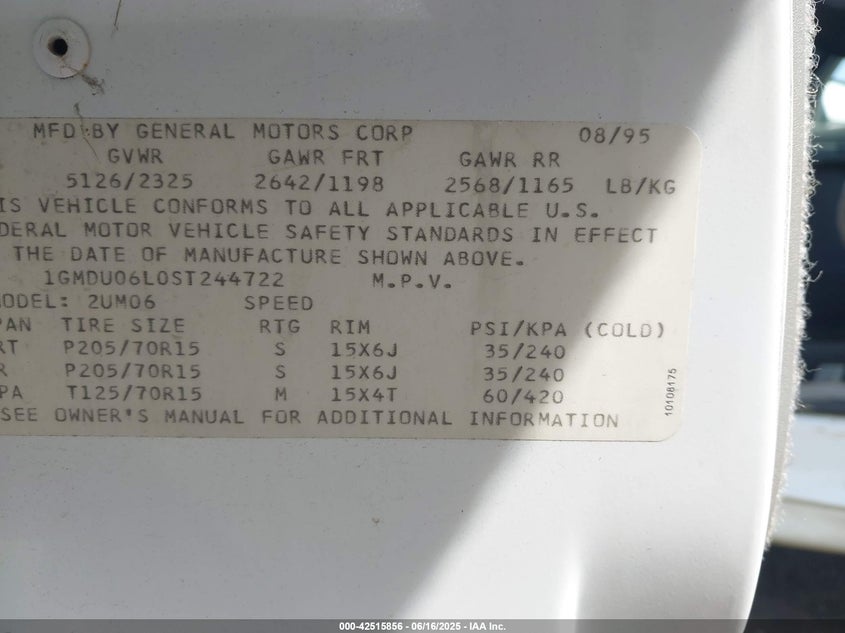 MFD BY GENERAL MOTORS CORP 08/95
GVWR GAWR FRT GAWR RR
5126/2325 2642/1198 2568/1165 LB/KG
IS VEHICLE CONFORMS TO ALL APPLICABLE U.S.
DERAL MOTOR VEHICLE SAFETY STANDARDS IN EFFECT
THE DATE OF MANUFACTURE SHOWN ABOVE.
1GMDU06L0ST244722 M.P.V.
MODEL: 2UM06 SPEED
PAN TIRE SIZE RTG RIM PSI/KPA (COLD)
RT P205/70R15 S 15X6J 35/240
R P205/70R15 S 15X6J 35/240
PA T125/70R15 M 15X4T 60/420
SEE OWNER'S MANUAL FOR ADDITIONAL INFORMATION
10108175
000-42515856 - 06/16/2025 - IAA Inc.